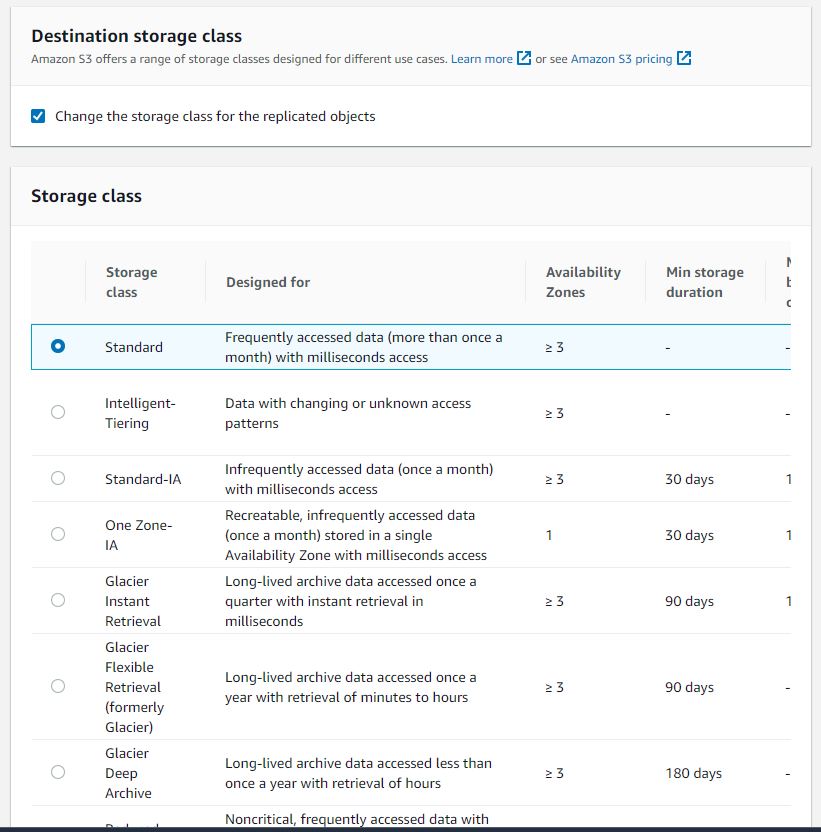 Destination storage class
Amazon S3 offers a range of storage classes designed for different use cases. Learn more or see Amazon S3 pricing
Change the storage class for the replicated objects
Storage class
Storage
class
Designed for
Availability
Zones
Min storage
duration
Standard
Frequently accessed data (more than once a
month) with milliseconds access
≥ 3
-
-
Intelligent-
Tiering
Data with changing or unknown access
patterns
≥ 3
-
-
Standard-IA
Infrequently accessed data (once a month)
with milliseconds access
≥ 3
30 days
1
One Zone-
IA
Recreatable, infrequently accessed data
(once a month) stored in a single
Availability Zone with milliseconds access
1
30 days
1
Glacier
Instant
Retrieval
Long-lived archive data accessed once a
quarter with instant retrieval in
milliseconds
≥ 3
90 days
1
Glacier
Flexible
Retrieval
(formerly
Glacier)
Long-lived archive data accessed once a
year with retrieval of minutes to hours
≥ 3
90 days
-
Glacier
Deep
Archive
Long-lived archive data accessed less than
once a year with retrieval of hours
≥ 3
180 days
-
Noncritical, frequently accessed data with